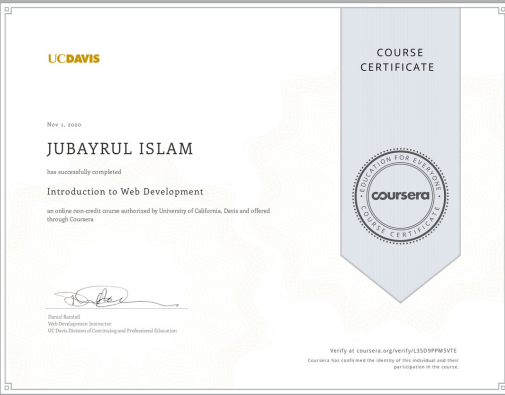 UCDAVIS
COURSE
CERTIFICATE
Nov 1, 2020
JUBAYRUL ISLAM
has successfully completed
Introduction to Web Development
an online non-credit course authorized by University of California, Davis and offered
through Coursera
EDUCATION FOR EVERYONE
coursera
COURSE CERTIFICATE
Daniel Randall
Web Development Instructor
UC Davis Division of Continuing and Professional Education
Verify at coursera.org/verify/L3SD9PPM5VTE
Coursera has confirmed the identity of this individual and their
participation in the course.